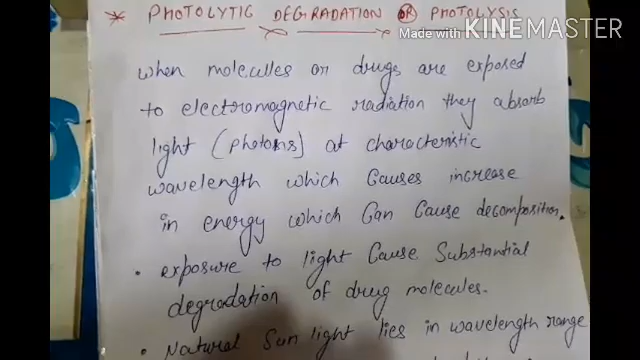 * PHOTOLYTIC DEGRADATION OR PHOTOLYSIS
Made with KINEMASTER
when molecules or drugs are exposed
to electromagnetic radiation they absorb
light (photons) at characteristic
wavelength which causes increase
in energy which can cause decomposition.
• exposure to light cause substantial
degradation of drug molecules.
• Natural Sun light lies in wavelength range